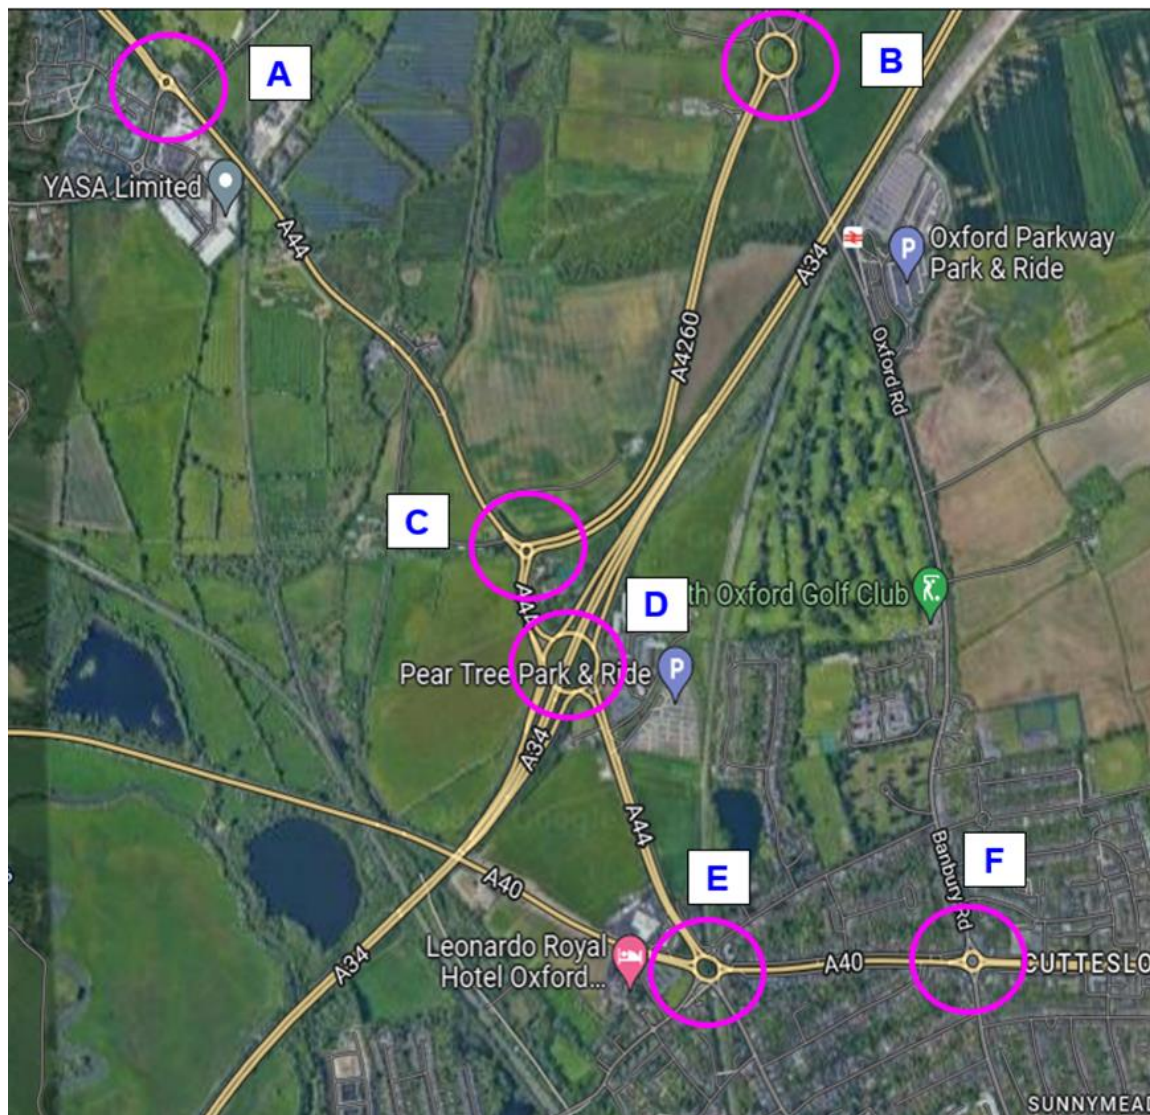 A
B
YASA Limited
A44
Oxford Parkway
Park & Ride
P
A34
A4260
Oxford Rd
C
D
th Oxford Golf Club
A44
Pear Tree Park & Ride
P
A34
A44
Banbury Rd
F
E
A40
Leonardo Royal
Hotel Oxford...
A34
A40
CUTTESLO
SUNNYMEAD